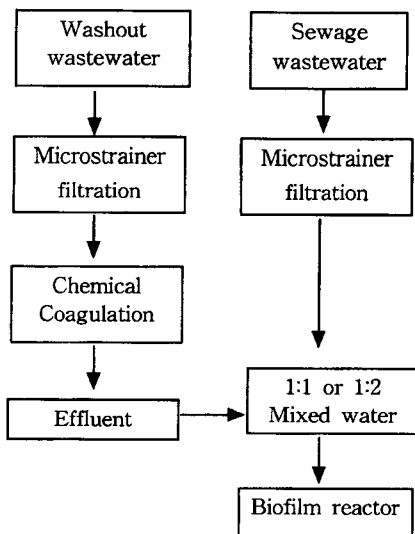 Washout
wastewater
Sewage
wastewater
Microstrainer
filtration
Microstrainer
filtration
Chemical
Coagulation
1:1 or 1:2
Mixed water
Effluent
Biofilm reactor